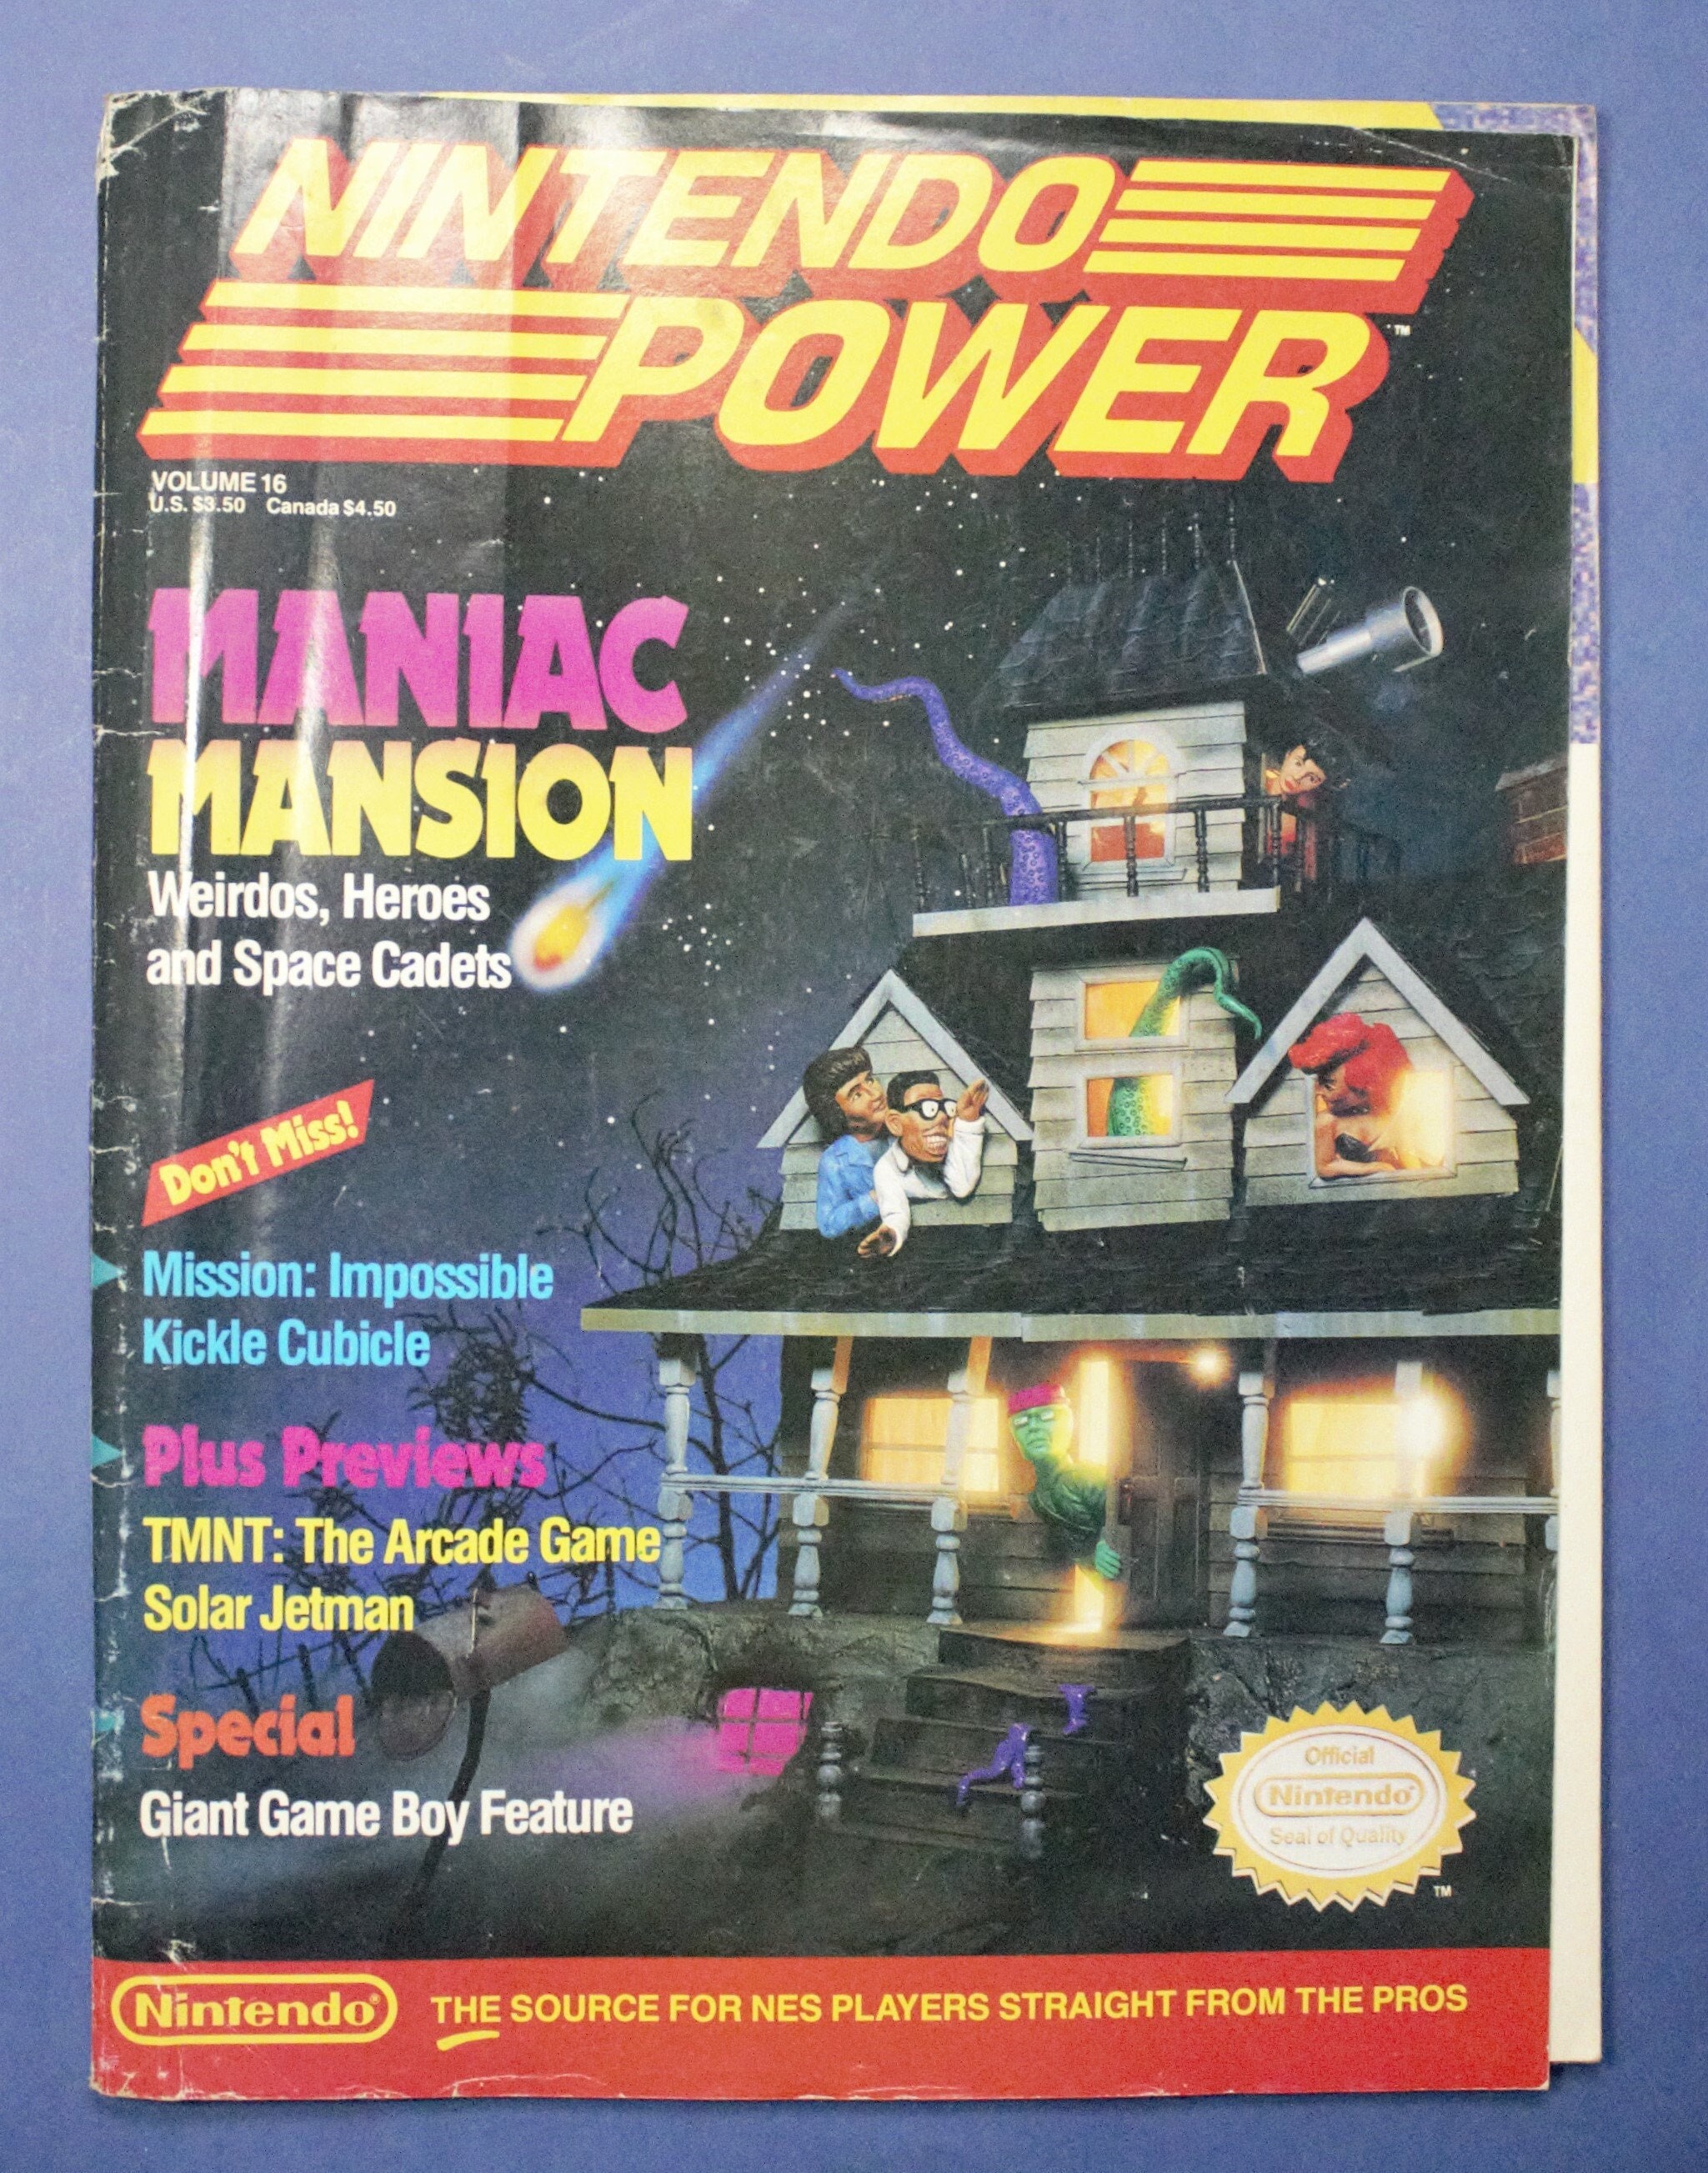 NINTENDO
POWER™
VOLUME 16
U.S. $3.50 Canada $4.50
MANIAC
MANSION
Weirdos, Heroes
and Space Cadets
Don't Miss!
Mission: Impossible
Kickle Cubicle
Plus Previews
TMNT: The Arcade Game
Solar Jetman
Special
Giant Game Boy Feature
Official
Nintendo®
Seal of Quality
TM
Nintendo®
THE SOURCE FOR NES PLAYERS STRAIGHT FROM THE PROS